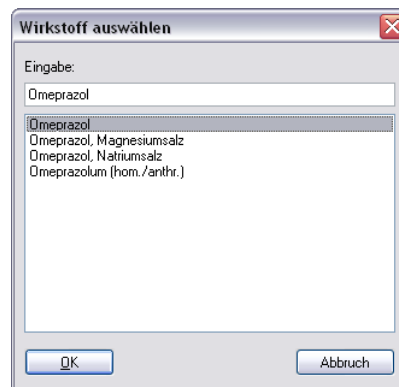 Wirkstoff auswählen
Eingabe:
Omeprazol
Omeprazol
Omeprazol, Magnesiumsalz
Omeprazol, Natriumsalz
Omeprazolum (hom./anthr.)
OK
Abbruch